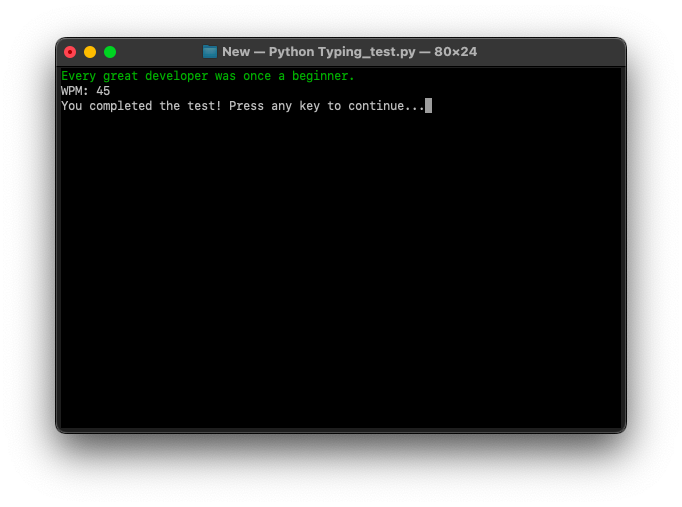 New — Python Typing_test.py — 80×24
Every great developer was once a beginner.
WPM: 45
You completed the test! Press any key to continue...